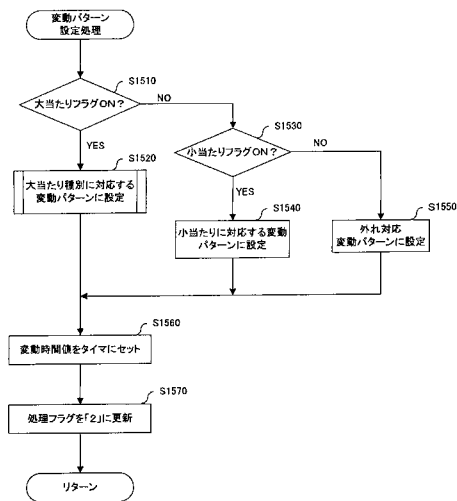 変動パターン
設定処理
S1510
大当たりフラグON?
NO
YES
S1530
小当たりフラグON?
NO
YES
S1520
大当たり種別に対応する
変動パターンに設定
S1540
小当たりに対応する変動
パターンに設定
S1550
外れ対応
変動パターンに設定
S1560
変動時間値をタイマにセット
S1570
処理フラグを「2」に更新
リターン